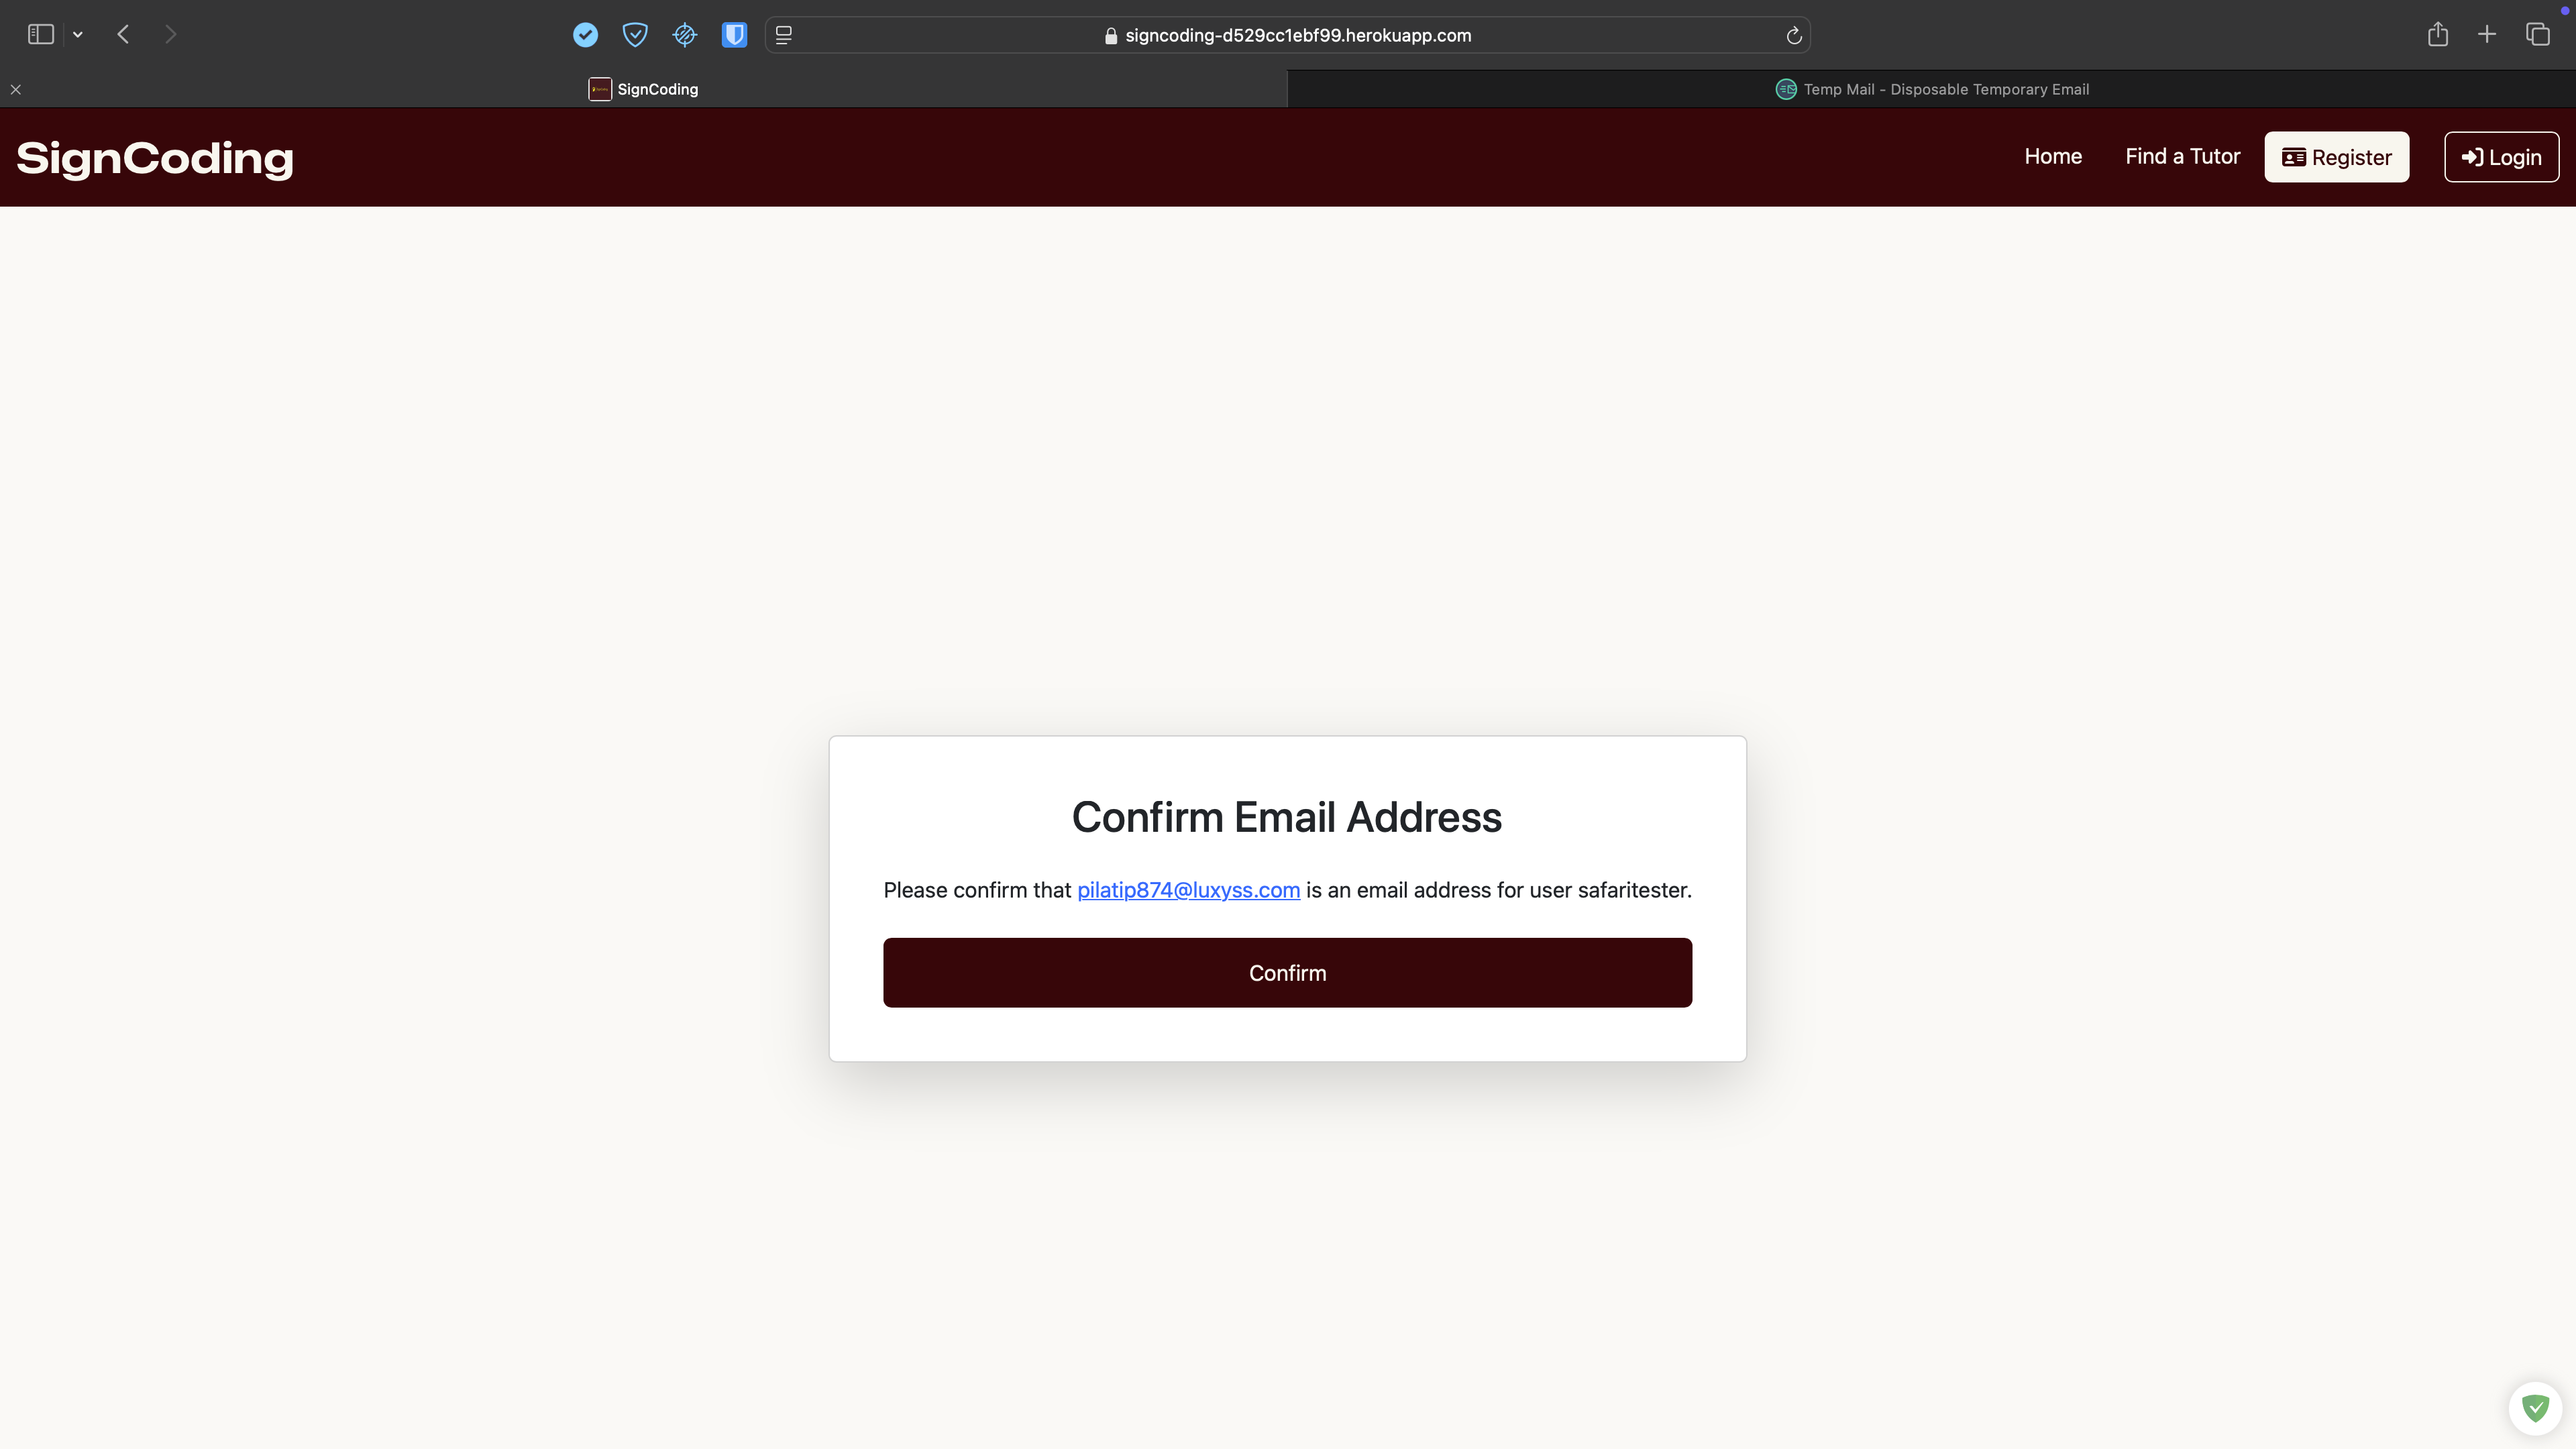 signcoding-d529cc1ebf99.herokuapp.com
SignCoding
Temp Mail - Disposable Temporary Email
SignCoding
Home
Find a Tutor
Register
Login
Confirm Email Address
Please confirm that pilatip874@luxyss.com is an email address for user safaritester.
Confirm